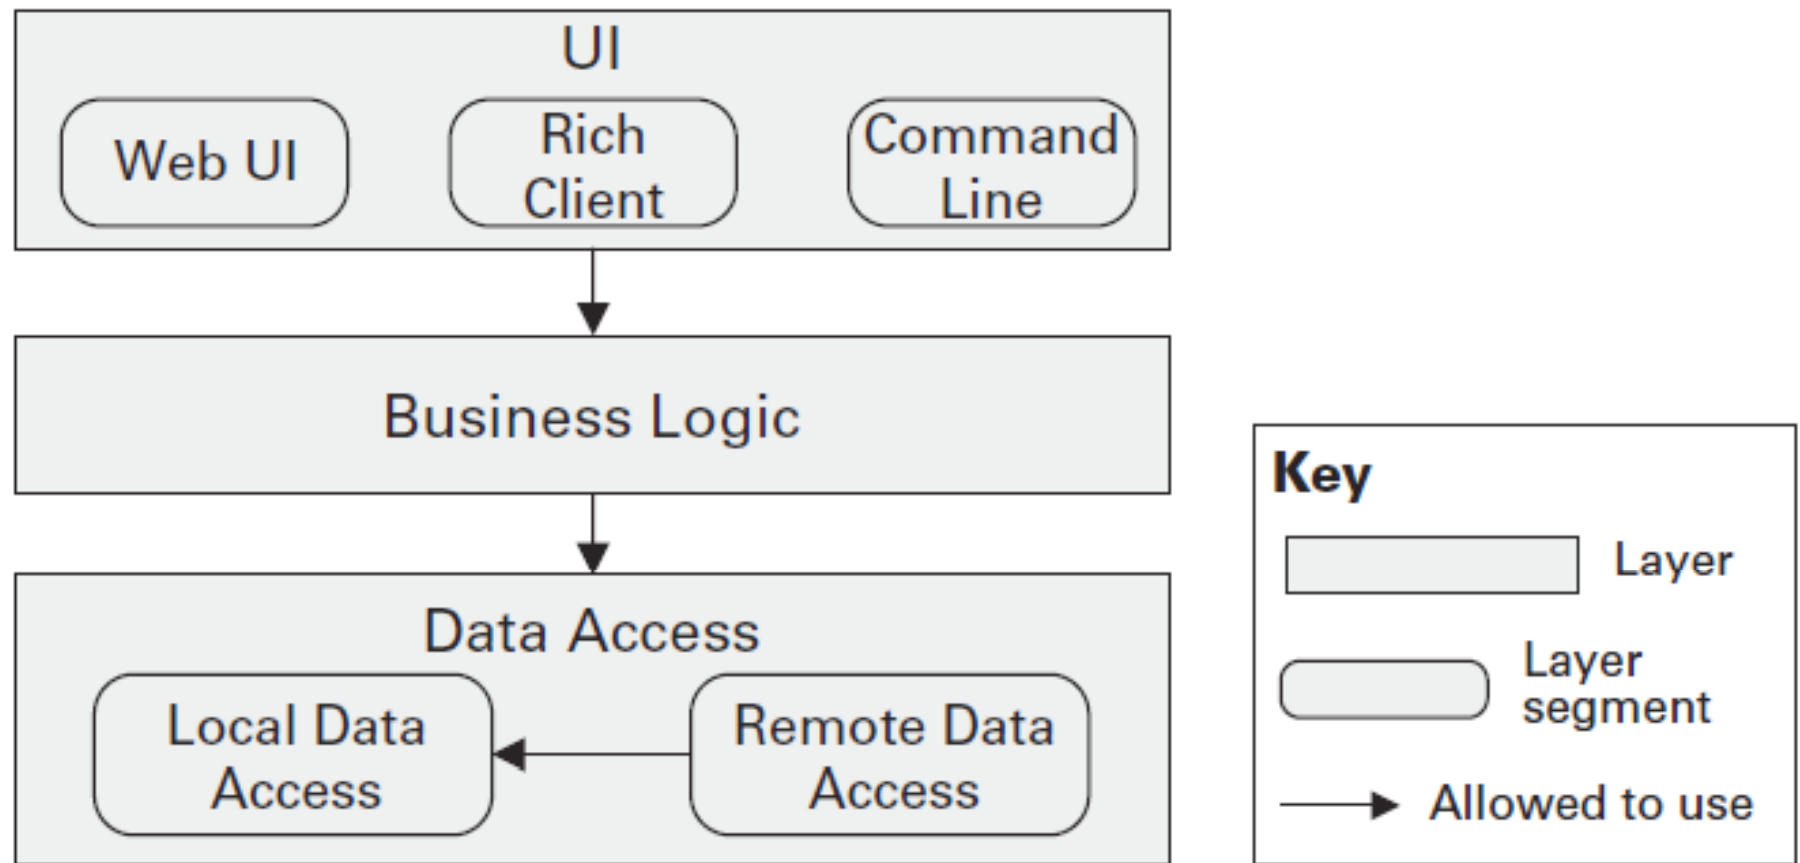 UI
Web UI
Rich
Client
Command
Line
Business Logic
Data Access
Local Data
Access
Remote Data
Access
Key
Layer
Layer
segment
Allowed to use